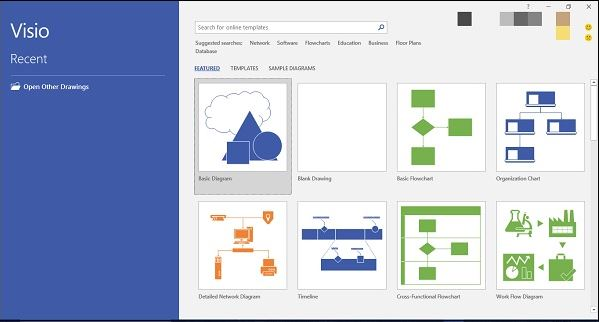 Visio
Recent
Open Other Drawings
?
Search for online templates
Suggested searches: Network Software Flowcharts Education Business Floor Plans
Database
FEATURED TEMPLATES SAMPLE DIAGRAMS
Basic Diagram Blank Drawing Basic Flowchart Organization Chart
Detailed Network Diagram Timeline Cross-Functional Flowchart Work Flow Diagram